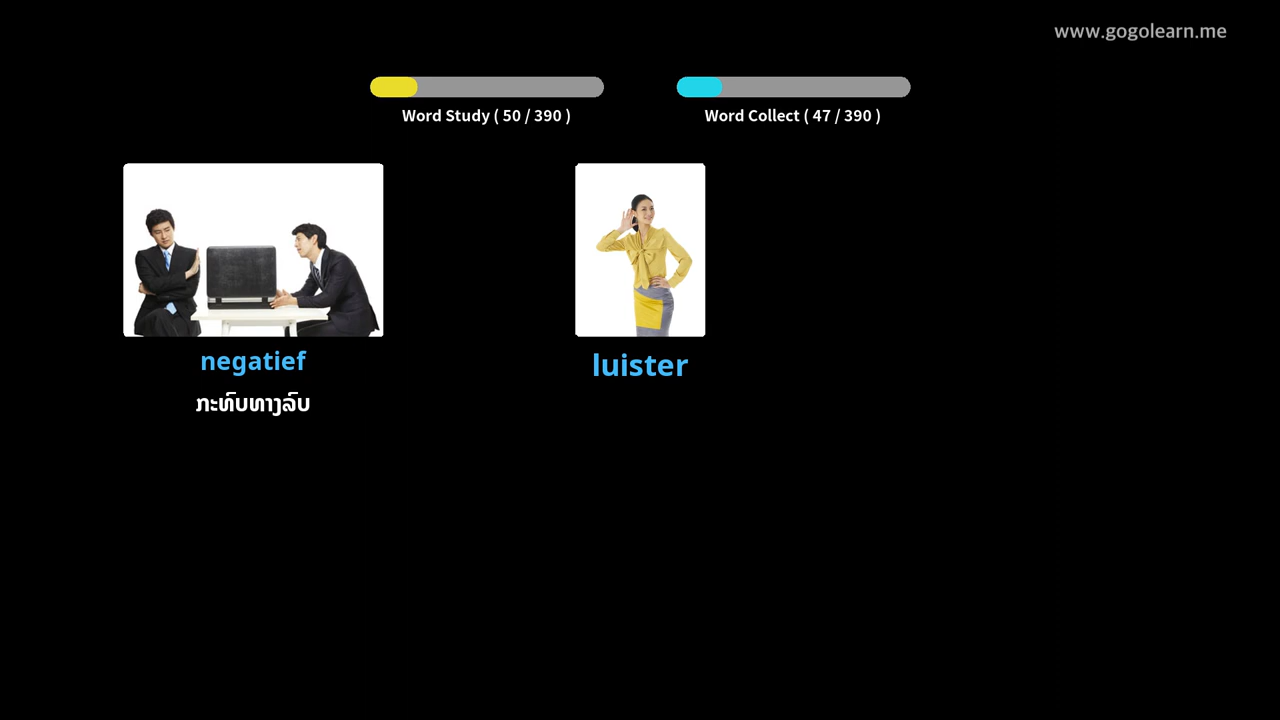 www.gogolearn.me
Word Study ( 50 / 390 )
Word Collect ( 47 / 390 )
negatief
ກະທົບທາງລົບ
luister